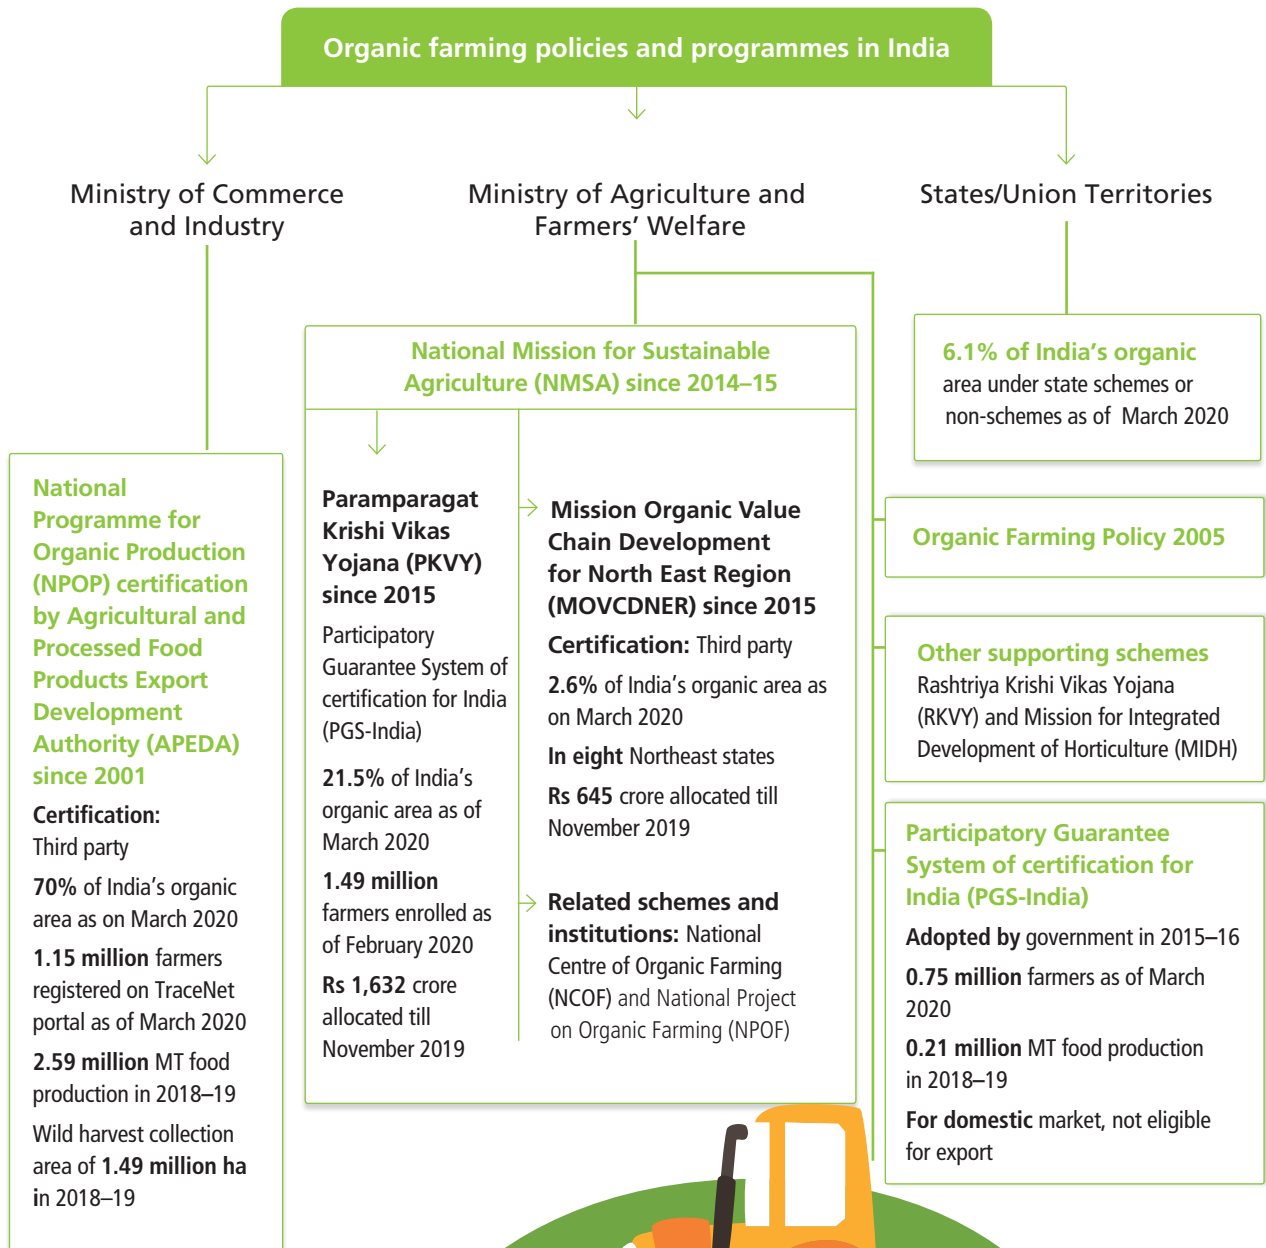 Organic farming policies and programmes in India
Ministry of Commerce
and Industry
Ministry of Agriculture and
Farmers’ Welfare
States/Union Territories
National
Programme for
Organic Production
(NPOP) certification
by Agricultural and
Processed Food
Products Export
Development
Authority (APEDA)
since 2001
Certification:
Third party
70% of India’s organic
area as on March 2020
1.15 million farmers
registered on TraceNet
portal as of March 2020
2.59 million MT food
production in 2018–19
Wild harvest collection
area of 1.49 million ha
in 2018–19
National Mission for Sustainable
Agriculture (NMSA) since 2014–15
Paramparagat
Krishi Vikas
Yojana (PKVY)
since 2015
Participatory
Guarantee System of
certification for India
(PGS-India)
21.5% of India’s
organic area as of
March 2020
1.49 million
farmers enrolled as
of February 2020
Rs 1,632 crore
allocated till
November 2019
Mission Organic Value
Chain Development
for North East Region
(MOVCDNER) since 2015
Certification: Third party
2.6% of India’s organic area as
on March 2020
In eight Northeast states
Rs 645 crore allocated till
November 2019
Related schemes and
institutions: National
Centre of Organic Farming
(NCOF) and National Project
on Organic Farming (NPOF)
6.1% of India’s organic
area under state schemes or
non-schemes as of March 2020
Organic Farming Policy 2005
Other supporting schemes
Rashtriya Krishi Vikas Yojana
(RKVY) and Mission for Integrated
Development of Horticulture (MIDH)
Participatory Guarantee
System of certification for
India (PGS-India)
Adopted by government in 2015–16
0.75 million farmers as of March
2020
0.21 million MT food production
in 2018–19
For domestic market, not eligible
for export